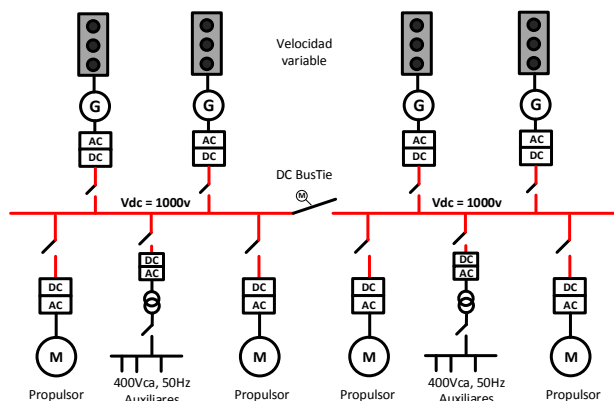 Velocidad
variable
G
G
G
G
AC
DC
AC
DC
AC
DC
AC
DC
DC BusTie
M
Vdc = 1000v
Vdc = 1000v
DC
AC
DC
AC
DC
AC
DC
AC
DC
AC
DC
AC
M
M
M
M
Propulsor
400Vca, 50Hz
Auxiliares
Propulsor
Propulsor
400Vca, 50Hz
Auxiliares
Propulsor